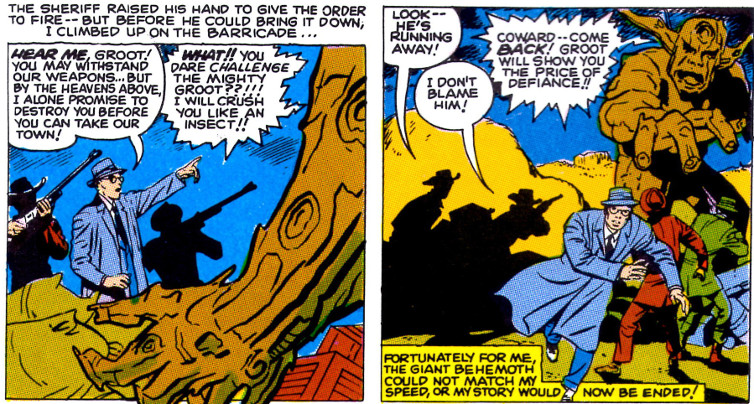 THE SHERIFF RAISED HIS HAND TO GIVE THE ORDER
TO FIRE -- BUT BEFORE HE COULD BRING IT DOWN,
I CLIMBED UP ON THE BARRICADE...
HEAR ME, GROOT!
YOU MAY WITHSTAND
OUR WEAPONS...BUT
BY THE HEAVENS ABOVE,
I ALONE PROMISE TO
DESTROY YOU BEFORE
YOU CAN TAKE OUR
TOWN!
WHAT!! YOU
DARE CHALLENGE
THE MIGHTY
GROOT??!!!
I WILL CRUSH
YOU LIKE AN
INSECT!!
LOOK--
HE'S
RUNNING
AWAY!
I DON'T
BLAME
HIM!
COWARD--COME
BACK! GROOT
WILL SHOW YOU
THE PRICE OF
DEFIANCE!!
FORTUNATELY FOR ME,
THE GIANT BEHEMOTH
COULD NOT MATCH MY
SPEED, OR MY STORY WOULD NOW BE ENDED!